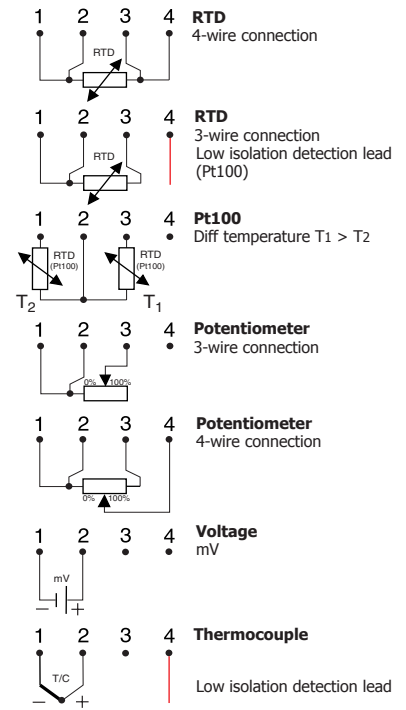 1 2 3 4 RTD
4-wire connection
RTD
1 2 3 4 RTD
3-wire connection
Low isolation detection lead
(Pt100)
RTD
1 2 3 4 Pt100
Diff temperature T1 > T2
RTD (Pt100) RTD (Pt100)
T2 T1
1 2 3 4 Potentiometer
3-wire connection
0% 100%
1 2 3 4 Potentiometer
4-wire connection
0% 100%
1 2 3 4 Voltage
mV
mV
– +
1 2 3 4 Thermocouple
T/C
Low isolation detection lead
– +